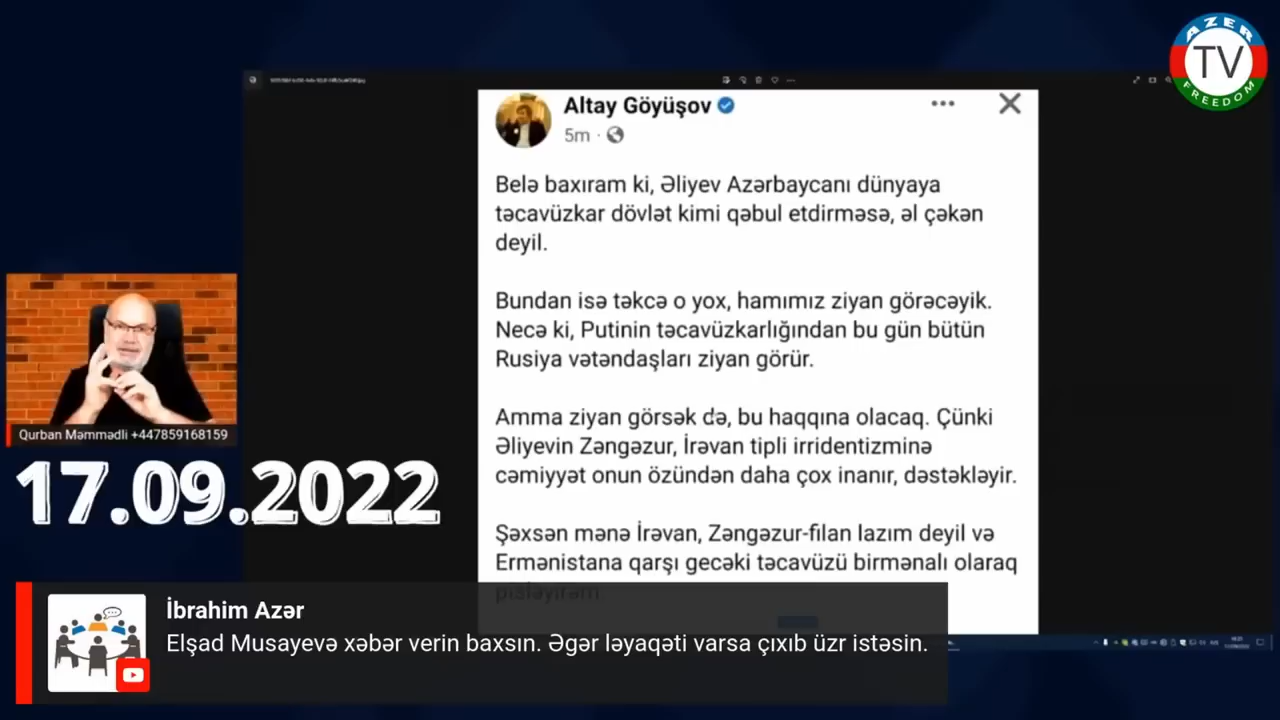 AZER
TV
FREEDOM
Altay Göyüşov
5m
Belə baxıram ki, Əliyev Azərbaycanı dünyaya
təcavüzkar dövlət kimi qəbul etdirməsə, əl çəkən
deyil.
Bundan isə təkcə o yox, hamımız ziyan görəcəyik.
Necə ki, Putinin təcavüzkarlığından bu gün bütün
Rusiya vətəndaşları ziyan görür.
Amma ziyan görsək də, bu haqqına olacaq. Çünki
Əliyevin Zəngəzur, İrəvan tipli irridentizminə
cəmiyyət onun özündən daha çox inanır, dəstəkləyir.
Şəxsən mənə İrəvan, Zəngəzur-filan lazım deyil və
Ermənistana qarşı gecəki təcavüzü birmənalı olaraq
pisləyirəm.
Qurban Məmmədli +447859168159
17.09.2022
İbrahim Azər
Elşad Musayevə xəbər verin baxsın. Əgər ləyaqəti varsa çıxıb üzr istəsin.